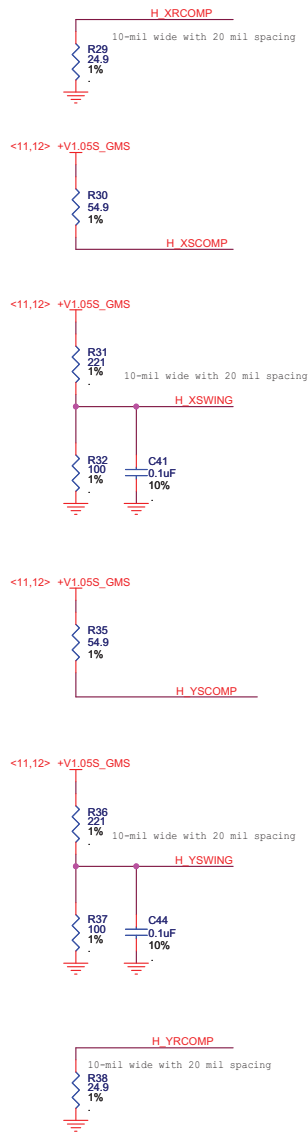 H_XRCOMP
10-mil wide with 20 mil spacing
R29
24.9
1%
.
<11,12> +V1.05S_GMS
R30
54.9
1%
H_XSCOMP
<11,12> +V1.05S_GMS
R31
221
1%
.
10-mil wide with 20 mil spacing
H_XSWING
R32
100
1%
.
C41
0.1uF
10%
.
<11,12> +V1.05S_GMS
R35
54.9
1%
H_YSCOMP
<11,12> +V1.05S_GMS
R36
221
1%
.
10-mil wide with 20 mil spacing
H_YSWING
R37
100
1%
.
C44
0.1uF
10%
.
H_YRCOMP
10-mil wide with 20 mil spacing
R38
24.9
1%
.